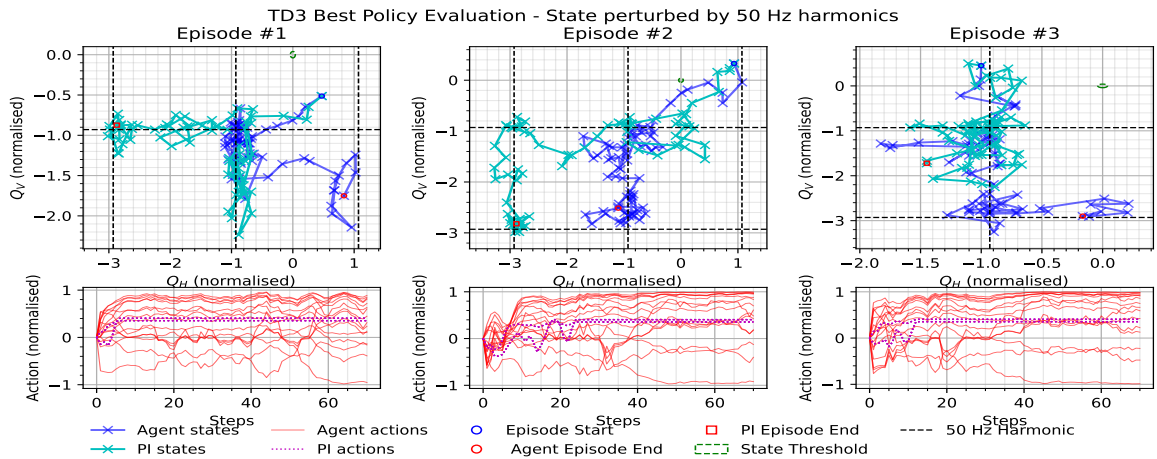 TD3 Best Policy Evaluation - State perturbed by 50 Hz harmonics
Episode #1
Episode #2
Episode #3
0.0
−0.5
−1.0
−1.5
−2.0
Q_V (normalised)
−3
−2
−1
0
1
Q_H (normalised)
0
−1
−2
−3
Q_V (normalised)
−3
−2
−1
0
1
Q_H (normalised)
0
−1
−2
−3
Q_V (normalised)
−2.0
−1.5
−1.0
−0.5
0.0
Q_H (normalised)
1
0
−1
Action (normalised)
0
20
40
60
Steps
1
0
−1
Action (normalised)
0
20
40
60
Steps
1
0
−1
Action (normalised)
0
20
40
60
Steps
Agent states
PI states
Agent actions
PI actions
Episode Start
Agent Episode End
PI Episode End
State Threshold
50 Hz Harmonic